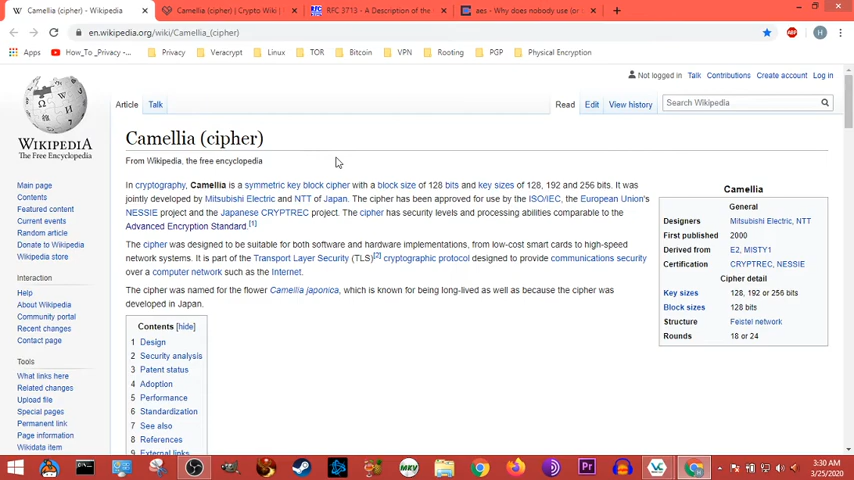 Camellia (cipher) - Wikipedia
Camellia (cipher) | Crypto Wiki |
RFC 3713 - A Description of the
aes - Why does nobody use (or
en.wikipedia.org/wiki/Camellia_(cipher)
ABP
H
Apps
How_To_Privacy -
Privacy
Veracrypt
Linux
TOR
Bitcoin
VPN
Rooting
PGP
Physical Encryption
Not logged in Talk Contributions Create account Log in
Article Talk
Read Edit View history
Search Wikipedia
WIKIPEDIA
The Free Encyclopedia
Main page
Contents
Featured content
Current events
Random article
Donate to Wikipedia
Wikipedia store
Interaction
Help
About Wikipedia
Community portal
Recent changes
Contact page
Tools
What links here
Related changes
Upload file
Special pages
Permanent link
Page information
Wikidata item
Camellia (cipher)
From Wikipedia, the free encyclopedia
In cryptography, Camellia is a symmetric key block cipher with a block size of 128 bits and key sizes of 128, 192 and 256 bits. It was
jointly developed by Mitsubishi Electric and NTT of Japan. The cipher has been approved for use by the ISO/IEC, the European Union's
NESSIE project and the Japanese CRYPTREC project. The cipher has security levels and processing abilities comparable to the
Advanced Encryption Standard.[1]
The cipher was designed to be suitable for both software and hardware implementations, from low-cost smart cards to high-speed
network systems. It is part of the Transport Layer Security (TLS)[2] cryptographic protocol designed to provide communications security
over a computer network such as the Internet.
The cipher was named for the flower Camellia japonica, which is known for being long-lived as well as because the cipher was
developed in Japan.
Contents [hide]
1 Design
2 Security analysis
3 Patent status
4 Adoption
5 Performance
6 Standardization
7 See also
8 References
9 External links
Camellia
General
Designers Mitsubishi Electric, NTT
First published 2000
Derived from E2, MISTY1
Certification CRYPTREC, NESSIE
Cipher detail
Key sizes 128, 192 or 256 bits
Block sizes 128 bits
Structure Feistel network
Rounds 18 or 24
MKV
Pr
3:30 AM
3/25/2020